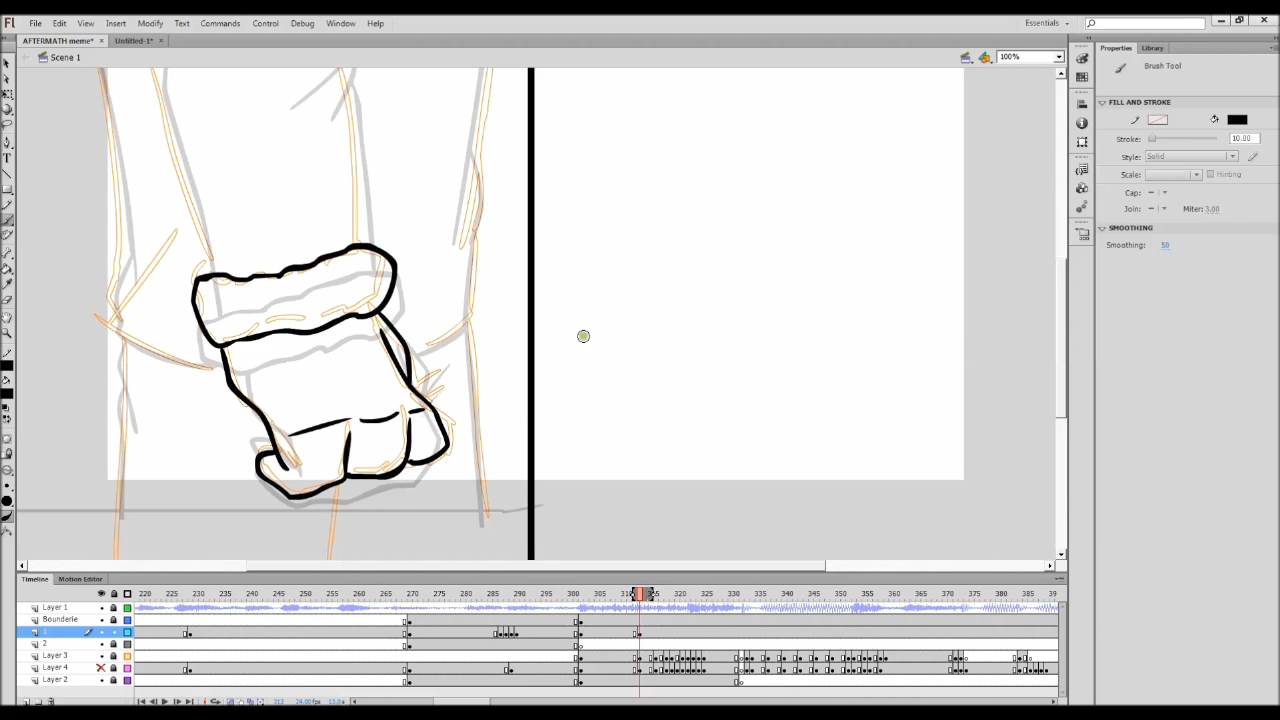 Fl File Edit View Insert Modify Text Commands Control Debug Window Help Essentials
AFTERMATH meme* × Untitled-1* ×
Scene 1 100%
Properties Library
Brush Tool
FILL AND STROKE
Stroke: 10.00
Style: Solid
Scale: Hinting
Cap:
Join: Miter: 3.00
SMOOTHING
Smoothing: 50
T
Timeline Motion Editor
220 225 230 235 240 245 250 255 260 265 270 275 280 285 290 295 300 305 320 325 330 335 340 345 350 355 360 365 370 375 380 385 39
Layer 1
Bounderie
1
2
Layer 3
Layer 4
Layer 2
313 24.00 fps 13.0 s